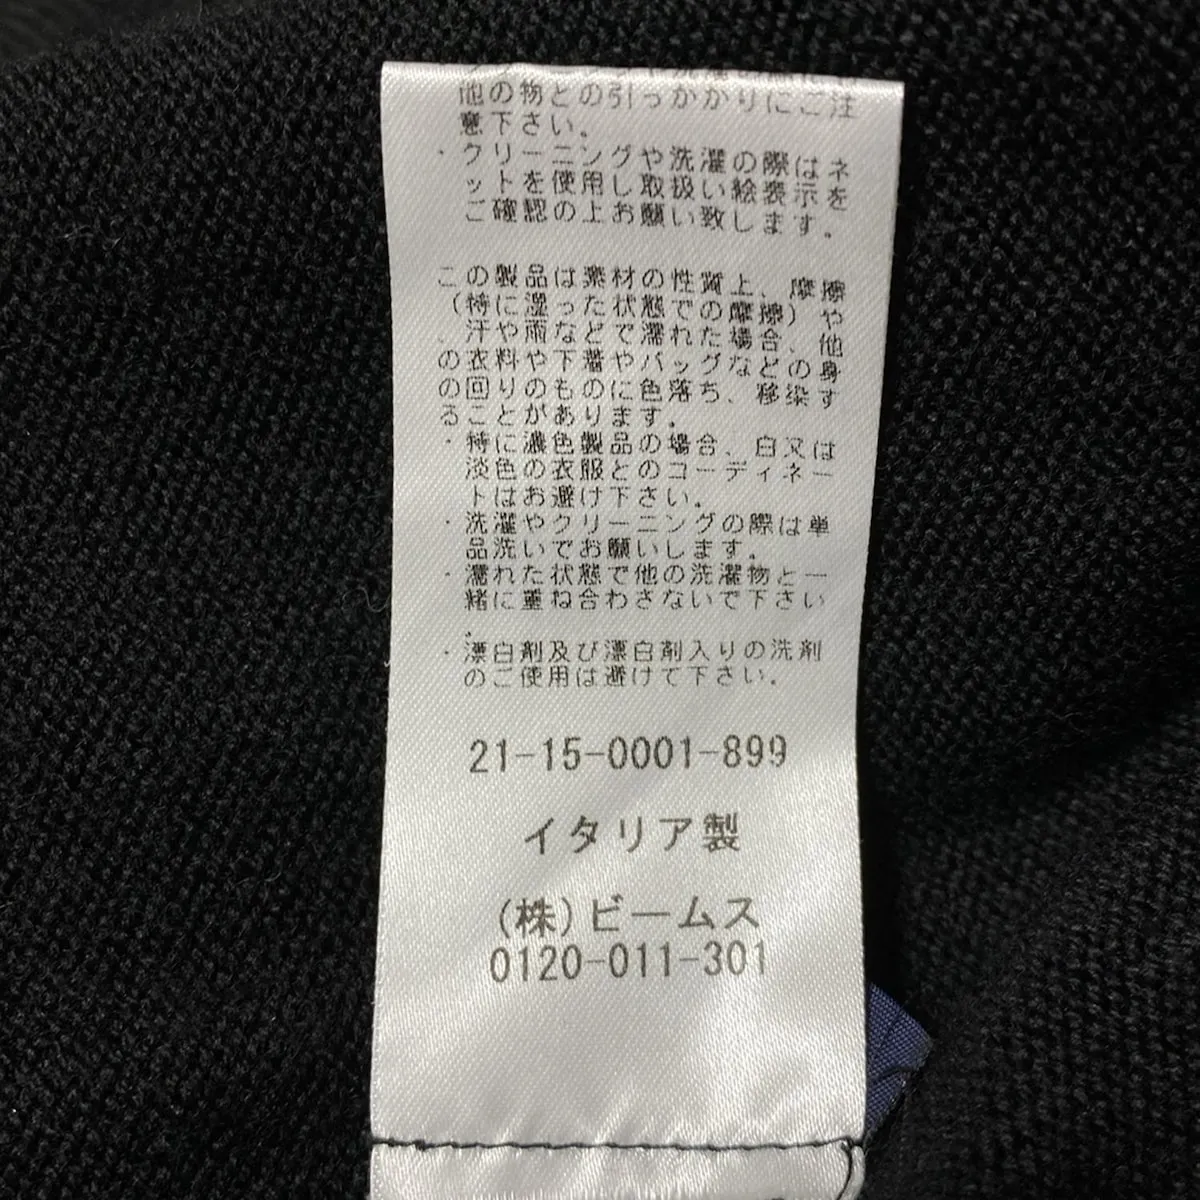 他の物との引っかかりにご注
意下さい。
・クリーニングや洗濯の際はネ
ットを使用し取扱い絵表示を
ご確認の上お願い致します。
この製品は素材の性質上、摩擦
（特に湿った状態での摩擦）や
、汗や雨などで濡れた場合、他
の衣料や下着やバッグなどの身
の回りのものに色落ち、移染す
ることがあります。
・特に濃色製品の場合、白又は
淡色の衣服とのコーディネー
トはお避け下さい。
・洗濯やクリーニングの際は単
品洗いでお願いします。
・濡れた状態で他の洗濯物と一
緒に重ね合わさないで下さい
。
・漂白剤及び漂白剤入りの洗剤
のご使用は避けて下さい。
21-15-0001-899
イタリア製
(株)ビームス
0120-011-301